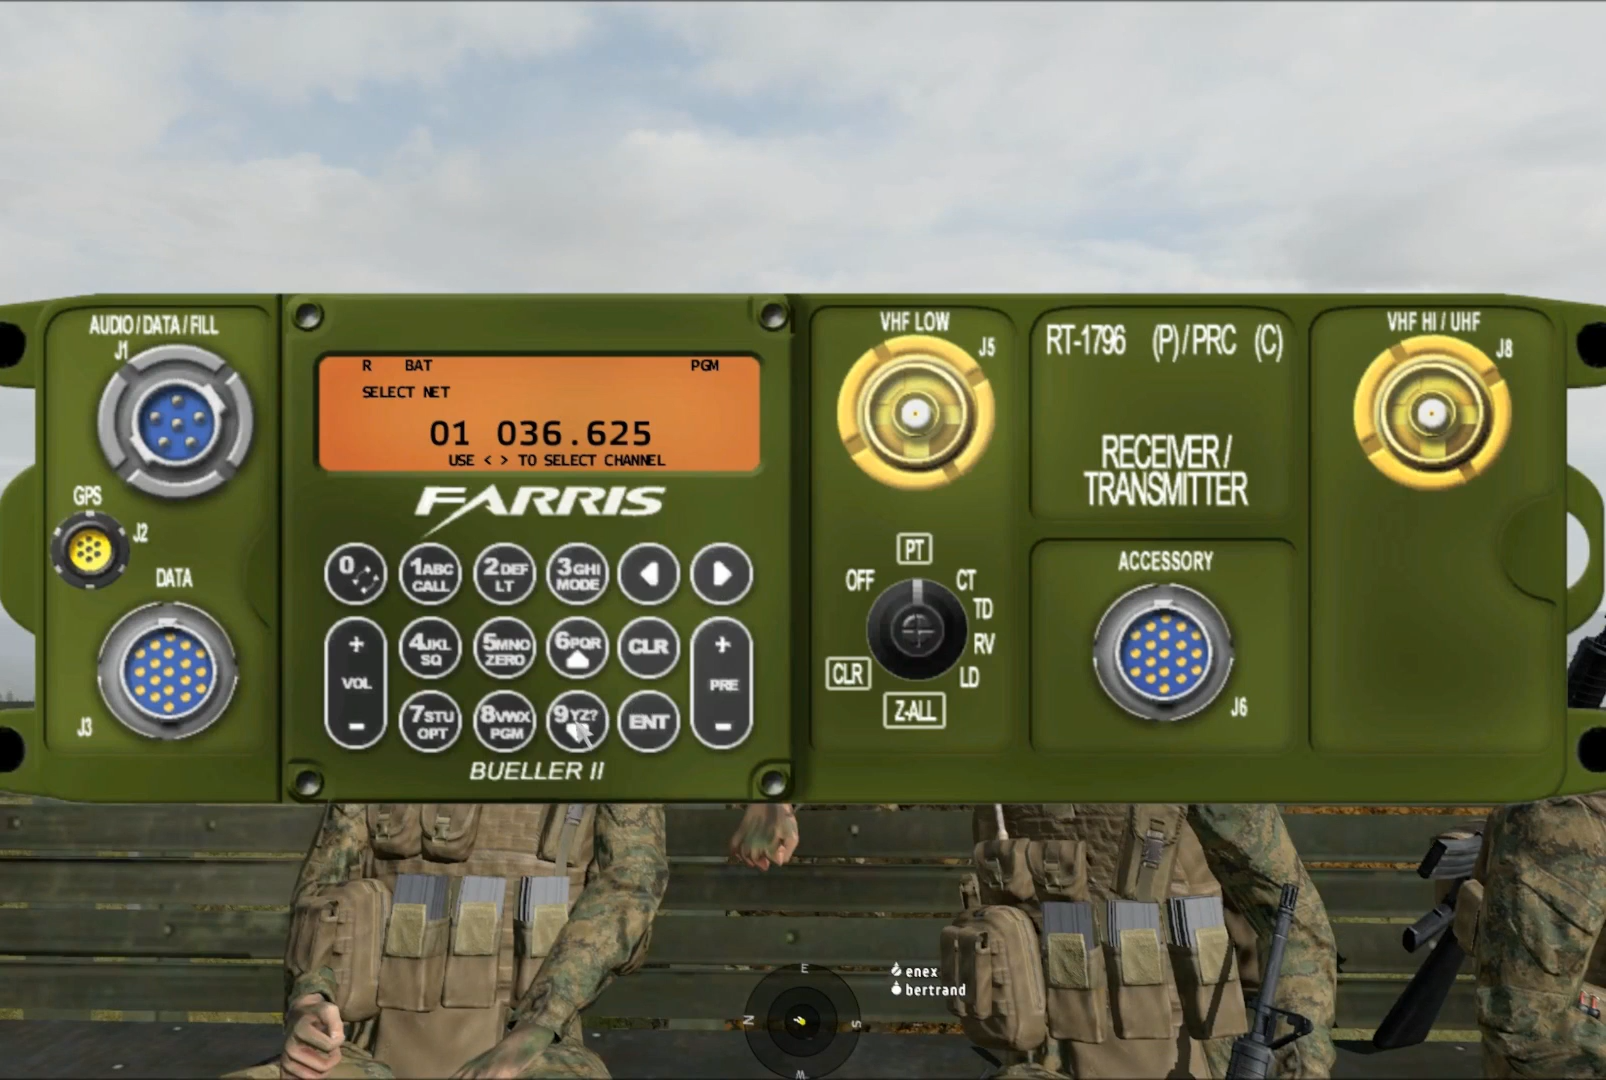 AUDIO / DATA / FILL
J1
GPS
J2
DATA
J3
R BAT PGM
SELECT NET
01 036.625
USE < > TO SELECT CHANNEL
FARRIS
0
1ABC
CALL
2DEF
LT
3GHI
MODE
+
VOL
-
4JKL
SQ
5MNO
ZERO
6PQR
CLR
+
PRE
-
7STU
OPT
8VWX
PGM
9YZ?
ENT
BUELLER II
VHF LOW
J5
PT
OFF
CT
TD
RV
LD
CLR
Z-ALL
RT-1796 (P)/PRC (C)
RECEIVER /
TRANSMITTER
ACCESSORY
J6
VHF HI / UHF
J8
E
N
S
W
enex
bertrand